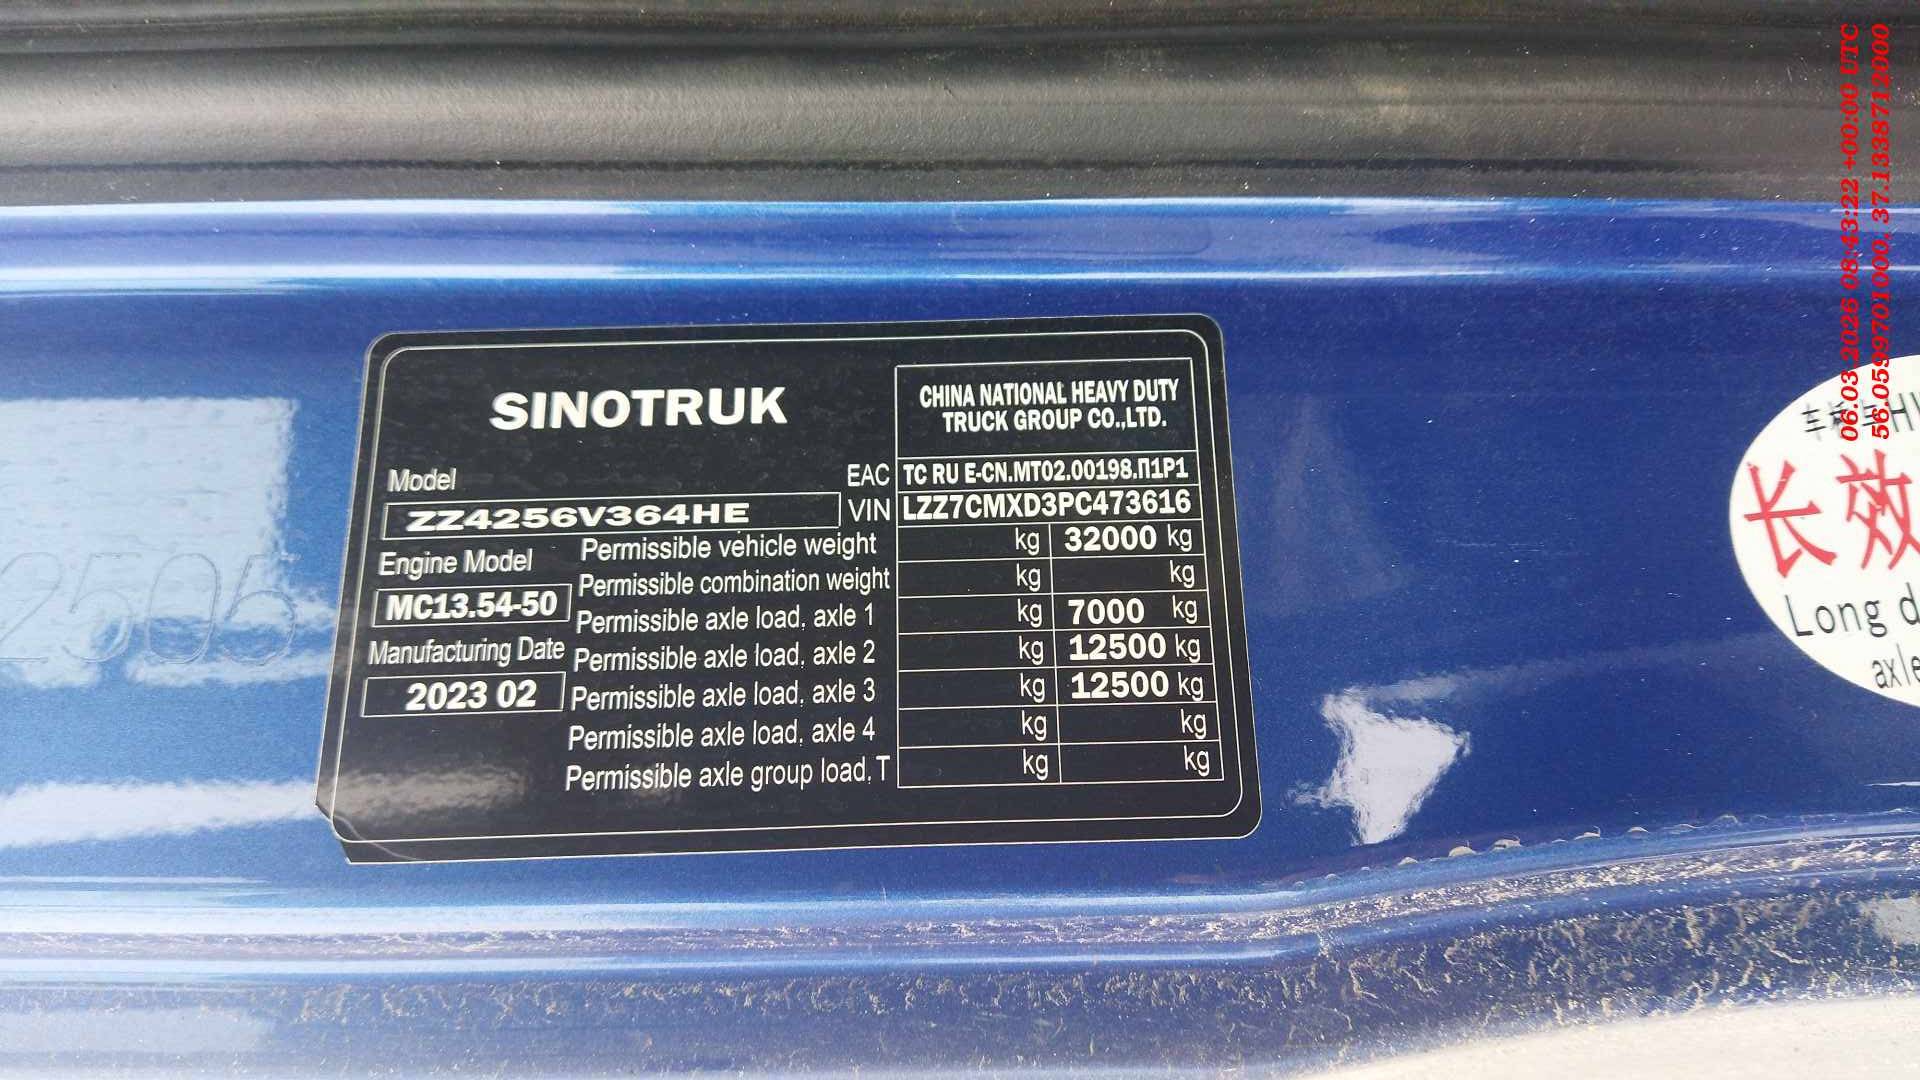 SINOTRUK
CHINA NATIONAL HEAVY DUTY
TRUCK GROUP CO.,LTD.
Model
EAC TC RU E-CN.MT02.00198.П1Р1
ZZ4256V364HE
VIN LZZ7CMXD3PC473616
Engine Model
MC13.54-50
Manufacturing Date
2023 02
Permissible vehicle weight kg 32000 kg
Permissible combination weight kg kg
Permissible axle load, axle 1 kg 7000 kg
Permissible axle load, axle 2 kg 12500 kg
Permissible axle load, axle 3 kg 12500 kg
Permissible axle load, axle 4 kg kg
Permissible axle group load, T kg kg
2505
长效
Long d
axle
06.03.2026 08:43:22 +00:00 UTC
56.0599701000, 37.1338712000